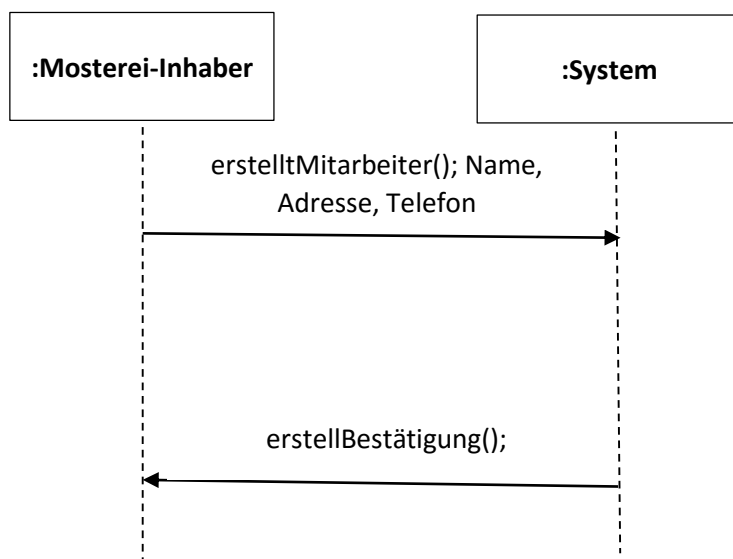 :Mosterei-Inhaber
:System
erstelltMitarbeiter(); Name,
Adresse, Telefon
erstellBestätigung();